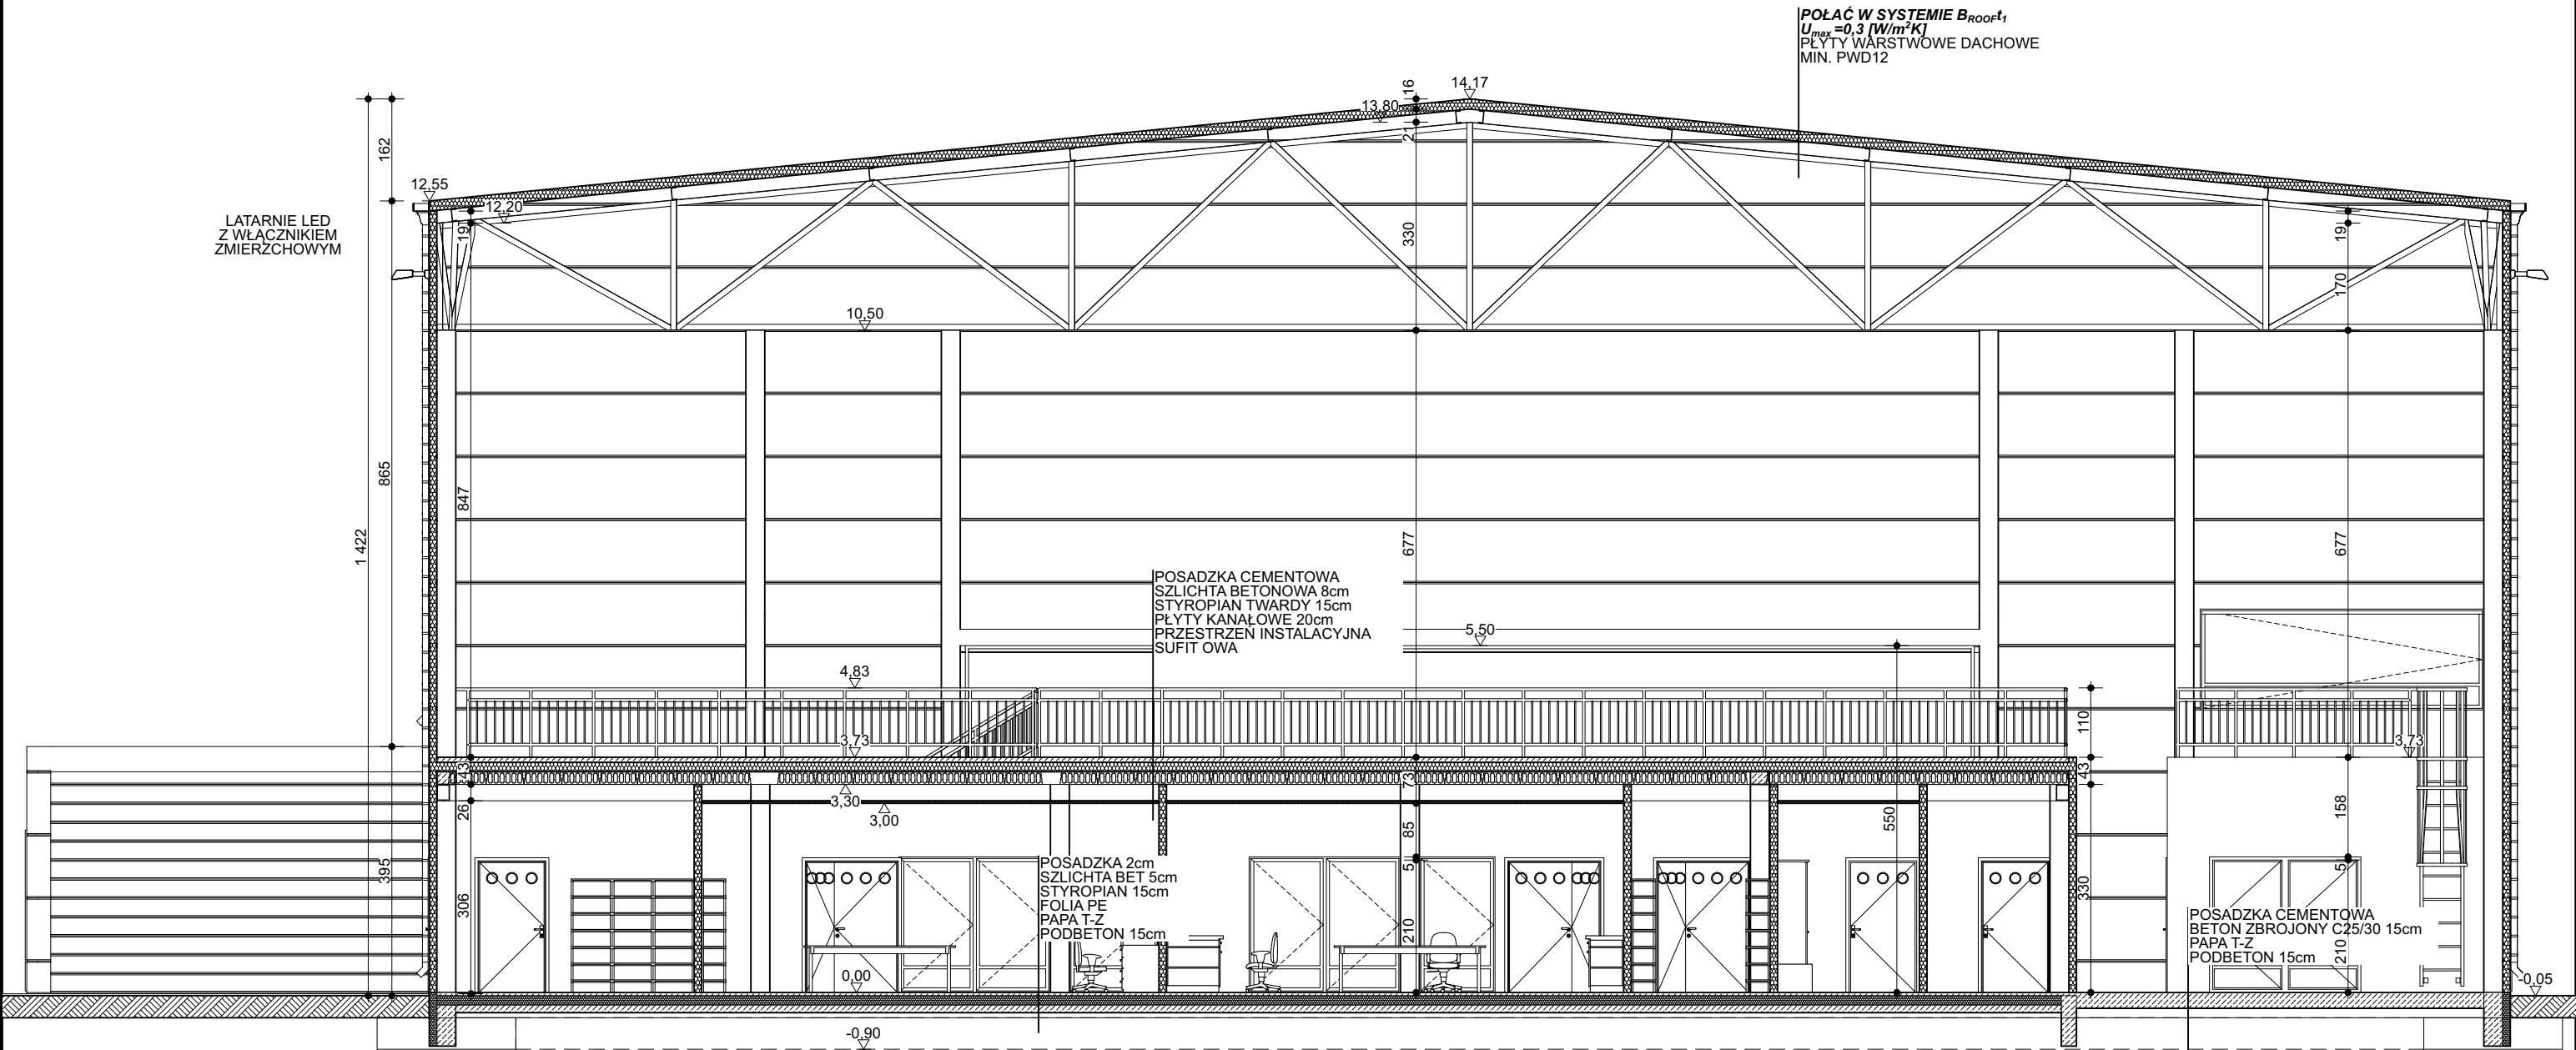 POŁAĆ W SYSTEMIE BROOFt1
Umax =0,3 [W/m²K]
PŁYTY WARSTWOWE DACHOWE
MIN. PWD12
14,17
16
13,80
21
162
12,55
12,20
19
LATARNIE LED
Z WŁĄCZNIKIEM
ZMIERZCHOWYM
330
19
170
10,50
865
847
1 422
677
677
POSADZKA CEMENTOWA
SZLICHTA BETONOWA 8cm
STYROPIAN TWARDY 15cm
PŁYTY KANAŁOWE 20cm
PRZESTRZEŃ INSTALACYJNA
SUFIT OWA
5,50
4,83
110
3,73
3,73
43
73
43
3,30
3,00
26
85
550
158
395
306
5
210
330
5
210
POSADZKA 2cm
SZLICHTA BET 5cm
STYROPIAN 15cm
FOLIA PE
PAPA T-Z
PODBETON 15cm
POSADZKA CEMENTOWA
BETON ZBROJONY C25/30 15cm
PAPA T-Z
PODBETON 15cm
0,00
-0,05
-0,90